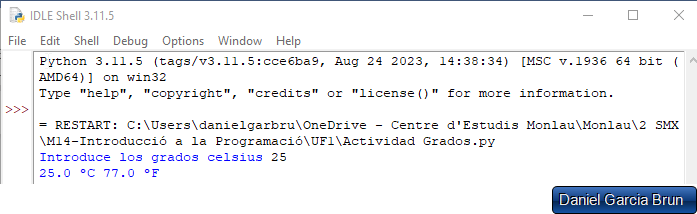 IDLE Shell 3.11.5
File Edit Shell Debug Options Window Help
Python 3.11.5 (tags/v3.11.5:cce6ba9, Aug 24 2023, 14:38:34) [MSC v.1936 64 bit (
AMD64)] on win32
Type "help", "copyright", "credits" or "license()" for more information.
>>>
= RESTART: C:\Users\danielgarbru\OneDrive - Centre d'Estudis Monlau\Monlau\2 SMX
\M14-Introducció a la Programació\UF1\Actividad Grados.py
Introduce los grados celsius 25
25.0 °C 77.0 °F
Daniel Garcia Brun